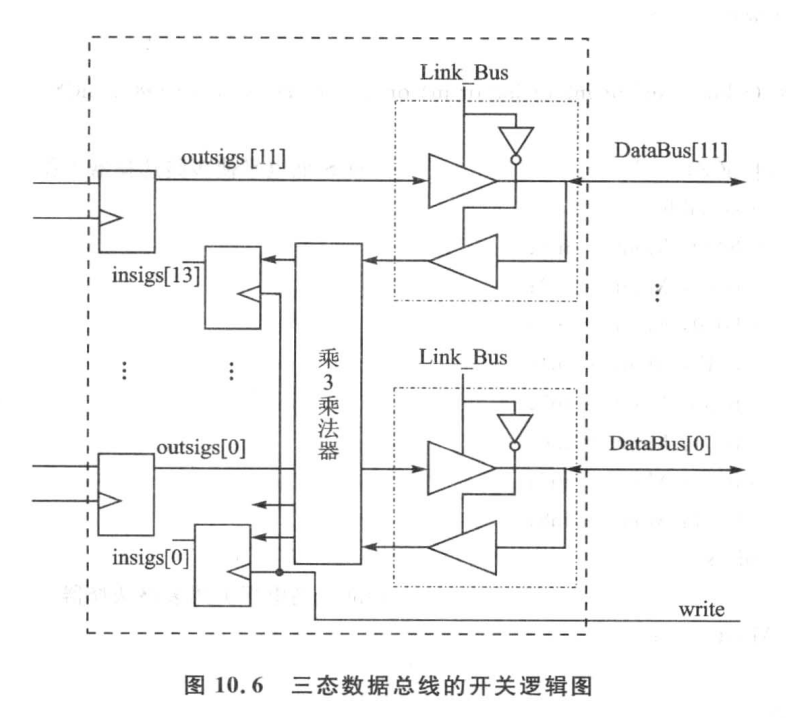 Link_Bus
outsigs [11]
DataBus[11]
insigs[13]
⋮
⋮
⋮
乘3乘法器
Link_Bus
outsigs[0]
DataBus[0]
insigs[0]
write
图 10.6 三态数据总线的开关逻辑图